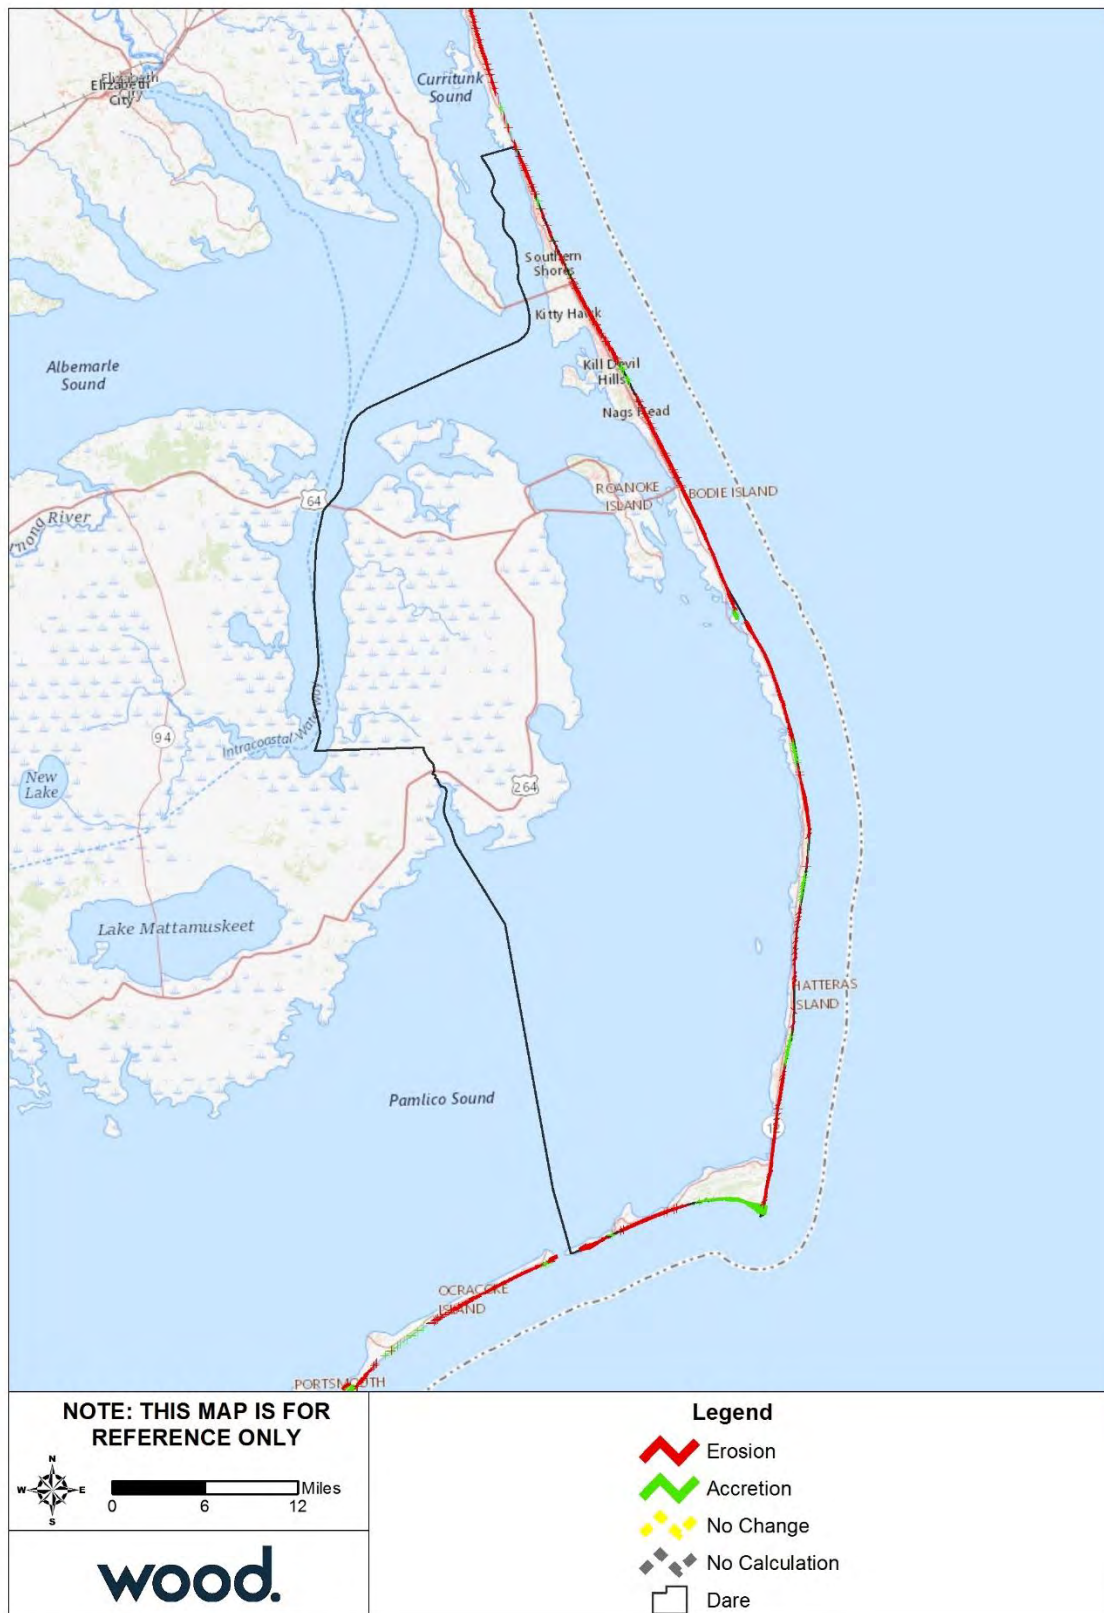 Currituck
Sound
Elizabeth
City
Elizabeth
City
Southern
Shores
Kitty Hawk
Albemarle
Sound
Kill Devil
Hills
Nags Head
ROANOKE
ISLAND
BODIE ISLAND
64
River
Intracoastal Waterway
94
New
Lake
264
Lake Mattamuskeet
HATTERAS
ISLAND
Pamlico Sound
12
OCRACOKE
ISLAND
PORTSMOUTH
NOTE: THIS MAP IS FOR
REFERENCE ONLY
N
W E
S
0 6 12 Miles
wood.
Legend
Erosion
Accretion
No Change
No Calculation
Dare